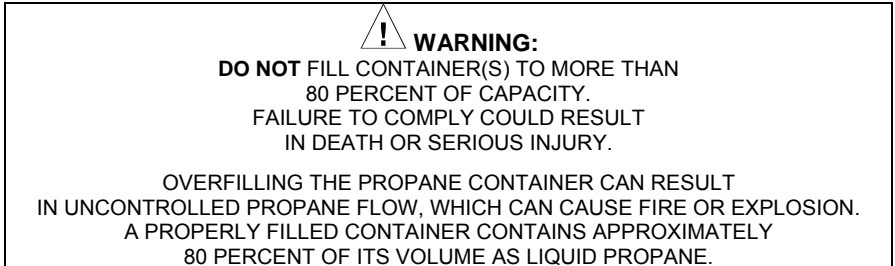 ! WARNING:
DO NOT FILL CONTAINER(S) TO MORE THAN
80 PERCENT OF CAPACITY.
FAILURE TO COMPLY COULD RESULT
IN DEATH OR SERIOUS INJURY.
OVERFILLING THE PROPANE CONTAINER CAN RESULT
IN UNCONTROLLED PROPANE FLOW, WHICH CAN CAUSE FIRE OR EXPLOSION.
A PROPERLY FILLED CONTAINER CONTAINS APPROXIMATELY
80 PERCENT OF ITS VOLUME AS LIQUID PROPANE.